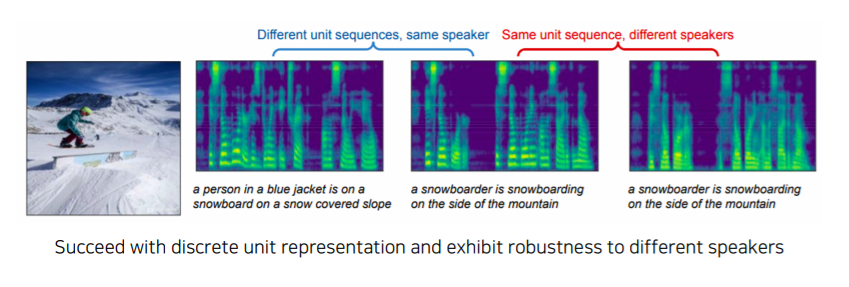 Different unit sequences, same speaker
Same unit sequence, different speakers
a person in a blue jacket is on a
snowboard on a snow covered slope
a snowboarder is snowboarding
on the side of the mountain
a snowboarder is snowboarding
on the side of the mountain
Succeed with discrete unit representation and exhibit robustness to different speakers